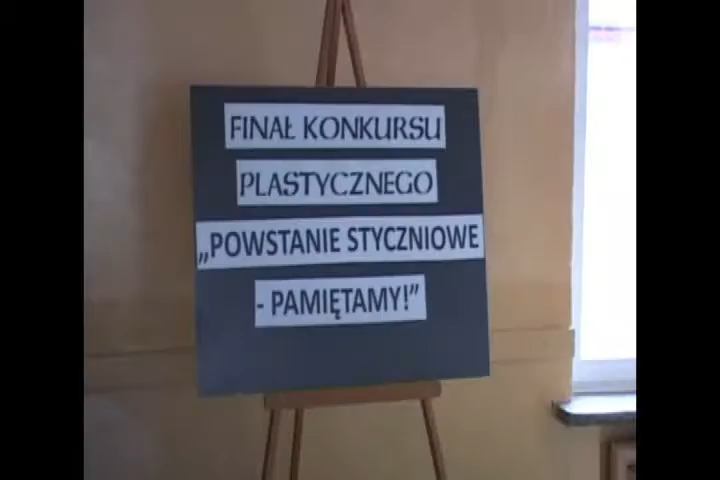 FINAŁ KONKURSU
PLASTYCZNEGO
„POWSTANIE STYCZNIOWE
- PAMIĘTAMY!”